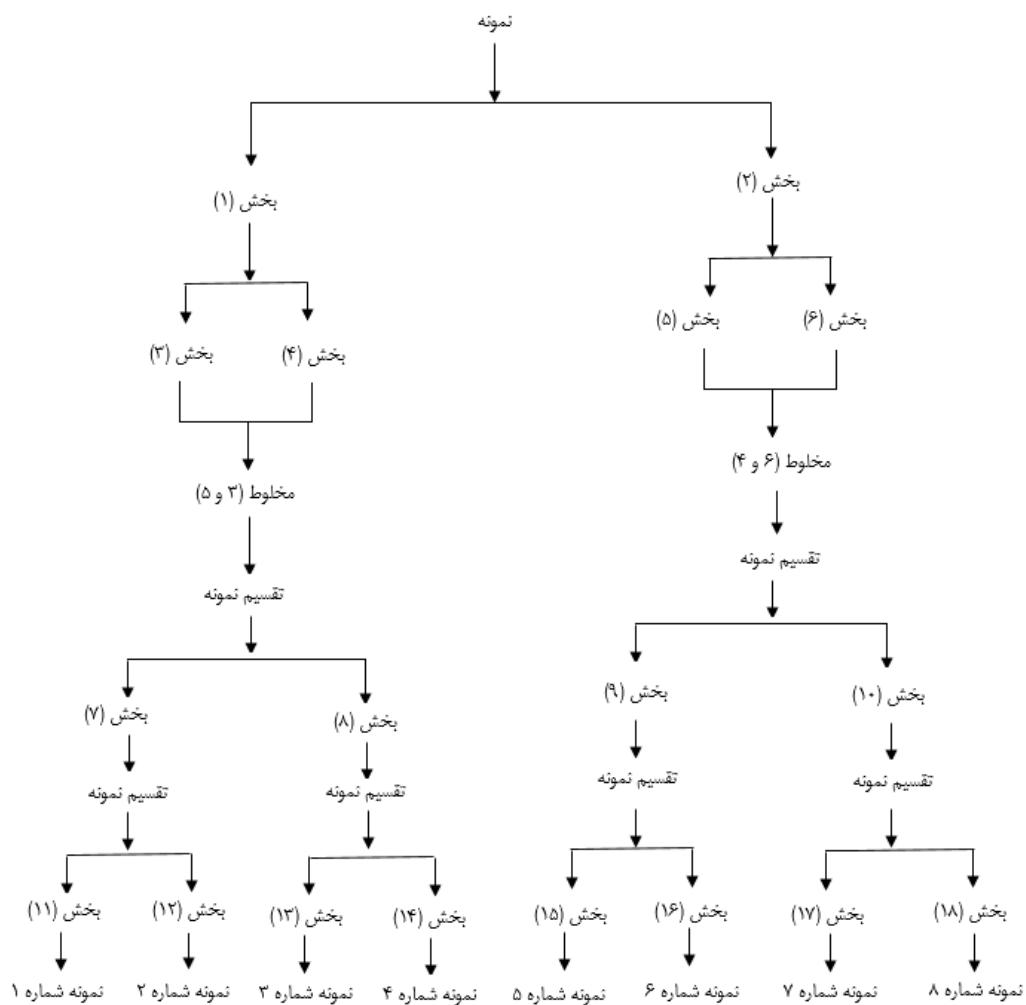 نمونه
بخش (۱)
بخش (۲)
بخش (۳)
بخش (۴)
بخش (۵)
بخش (۶)
مخلوط (۳ و ۵)
مخلوط (۶ و ۴)
تقسیم نمونه
تقسیم نمونه
بخش (۷)
بخش (۸)
بخش (۹)
بخش (۱۰)
تقسیم نمونه
تقسیم نمونه
تقسیم نمونه
تقسیم نمونه
بخش (۱۱)
بخش (۱۲)
بخش (۱۳)
بخش (۱۴)
بخش (۱۵)
بخش (۱۶)
بخش (۱۷)
بخش (۱۸)
نمونه شماره ۱
نمونه شماره ۲
نمونه شماره ۳
نمونه شماره ۴
نمونه شماره ۵
نمونه شماره ۶
نمونه شماره ۷
نمونه شماره ۸